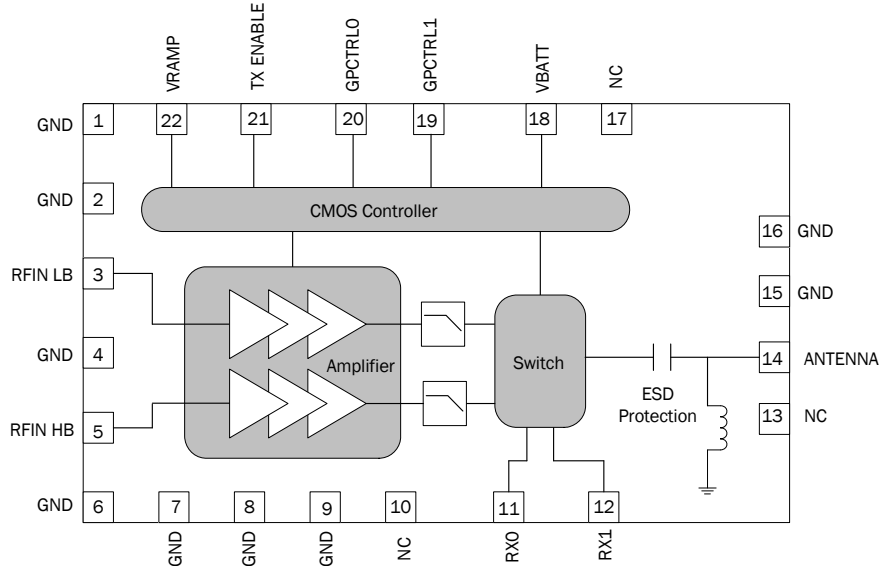 VRAMP
TX ENABLE
GPCTRL0
GPCTRL1
VBATT
NC
GND 1
22
21
20
19
18
17
GND 2
CMOS Controller
16 GND
RFIN LB 3
15 GND
GND 4
Amplifier
Switch
14 ANTENNA
ESD
Protection
13 NC
RFIN HB 5
GND 6
7
8
9
10
11
12
GND
GND
GND
NC
RX0
RX1